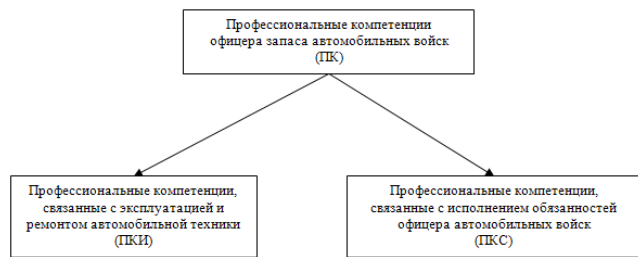 Профессиональные компетенции
офицера запаса автомобильных войск
(ПК)
Профессиональные компетенции,
связанные с эксплуатацией и
ремонтом автомобильной техники
(ПКИ)
Профессиональные компетенции,
связанные с исполнением обязанностей
офицера автомобильных войск
(ПКС)